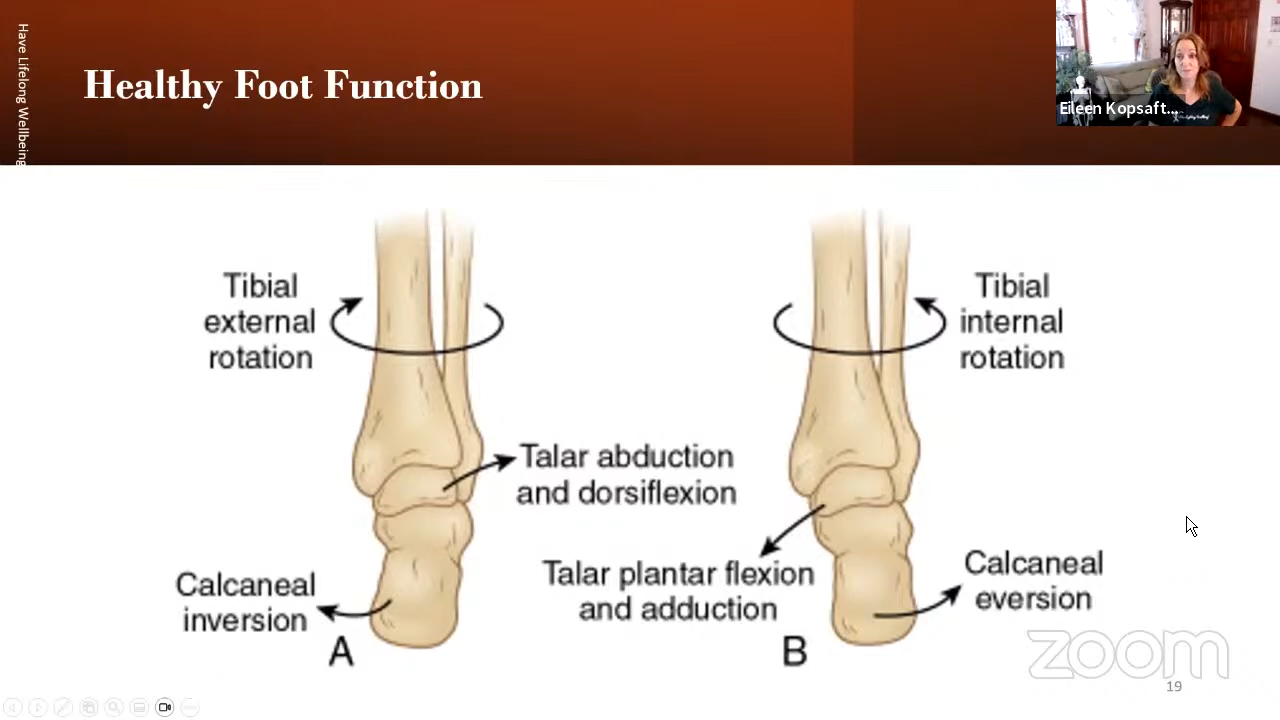 Have Lifelong Wellbeing
Healthy Foot Function
Eileen Kopsaft...
Tibial
external
rotation
Tibial
internal
rotation
Talar abduction
and dorsiflexion
Talar plantar flexion
and adduction
Calcaneal
inversion
Calcaneal
eversion
A
B
zoom
19